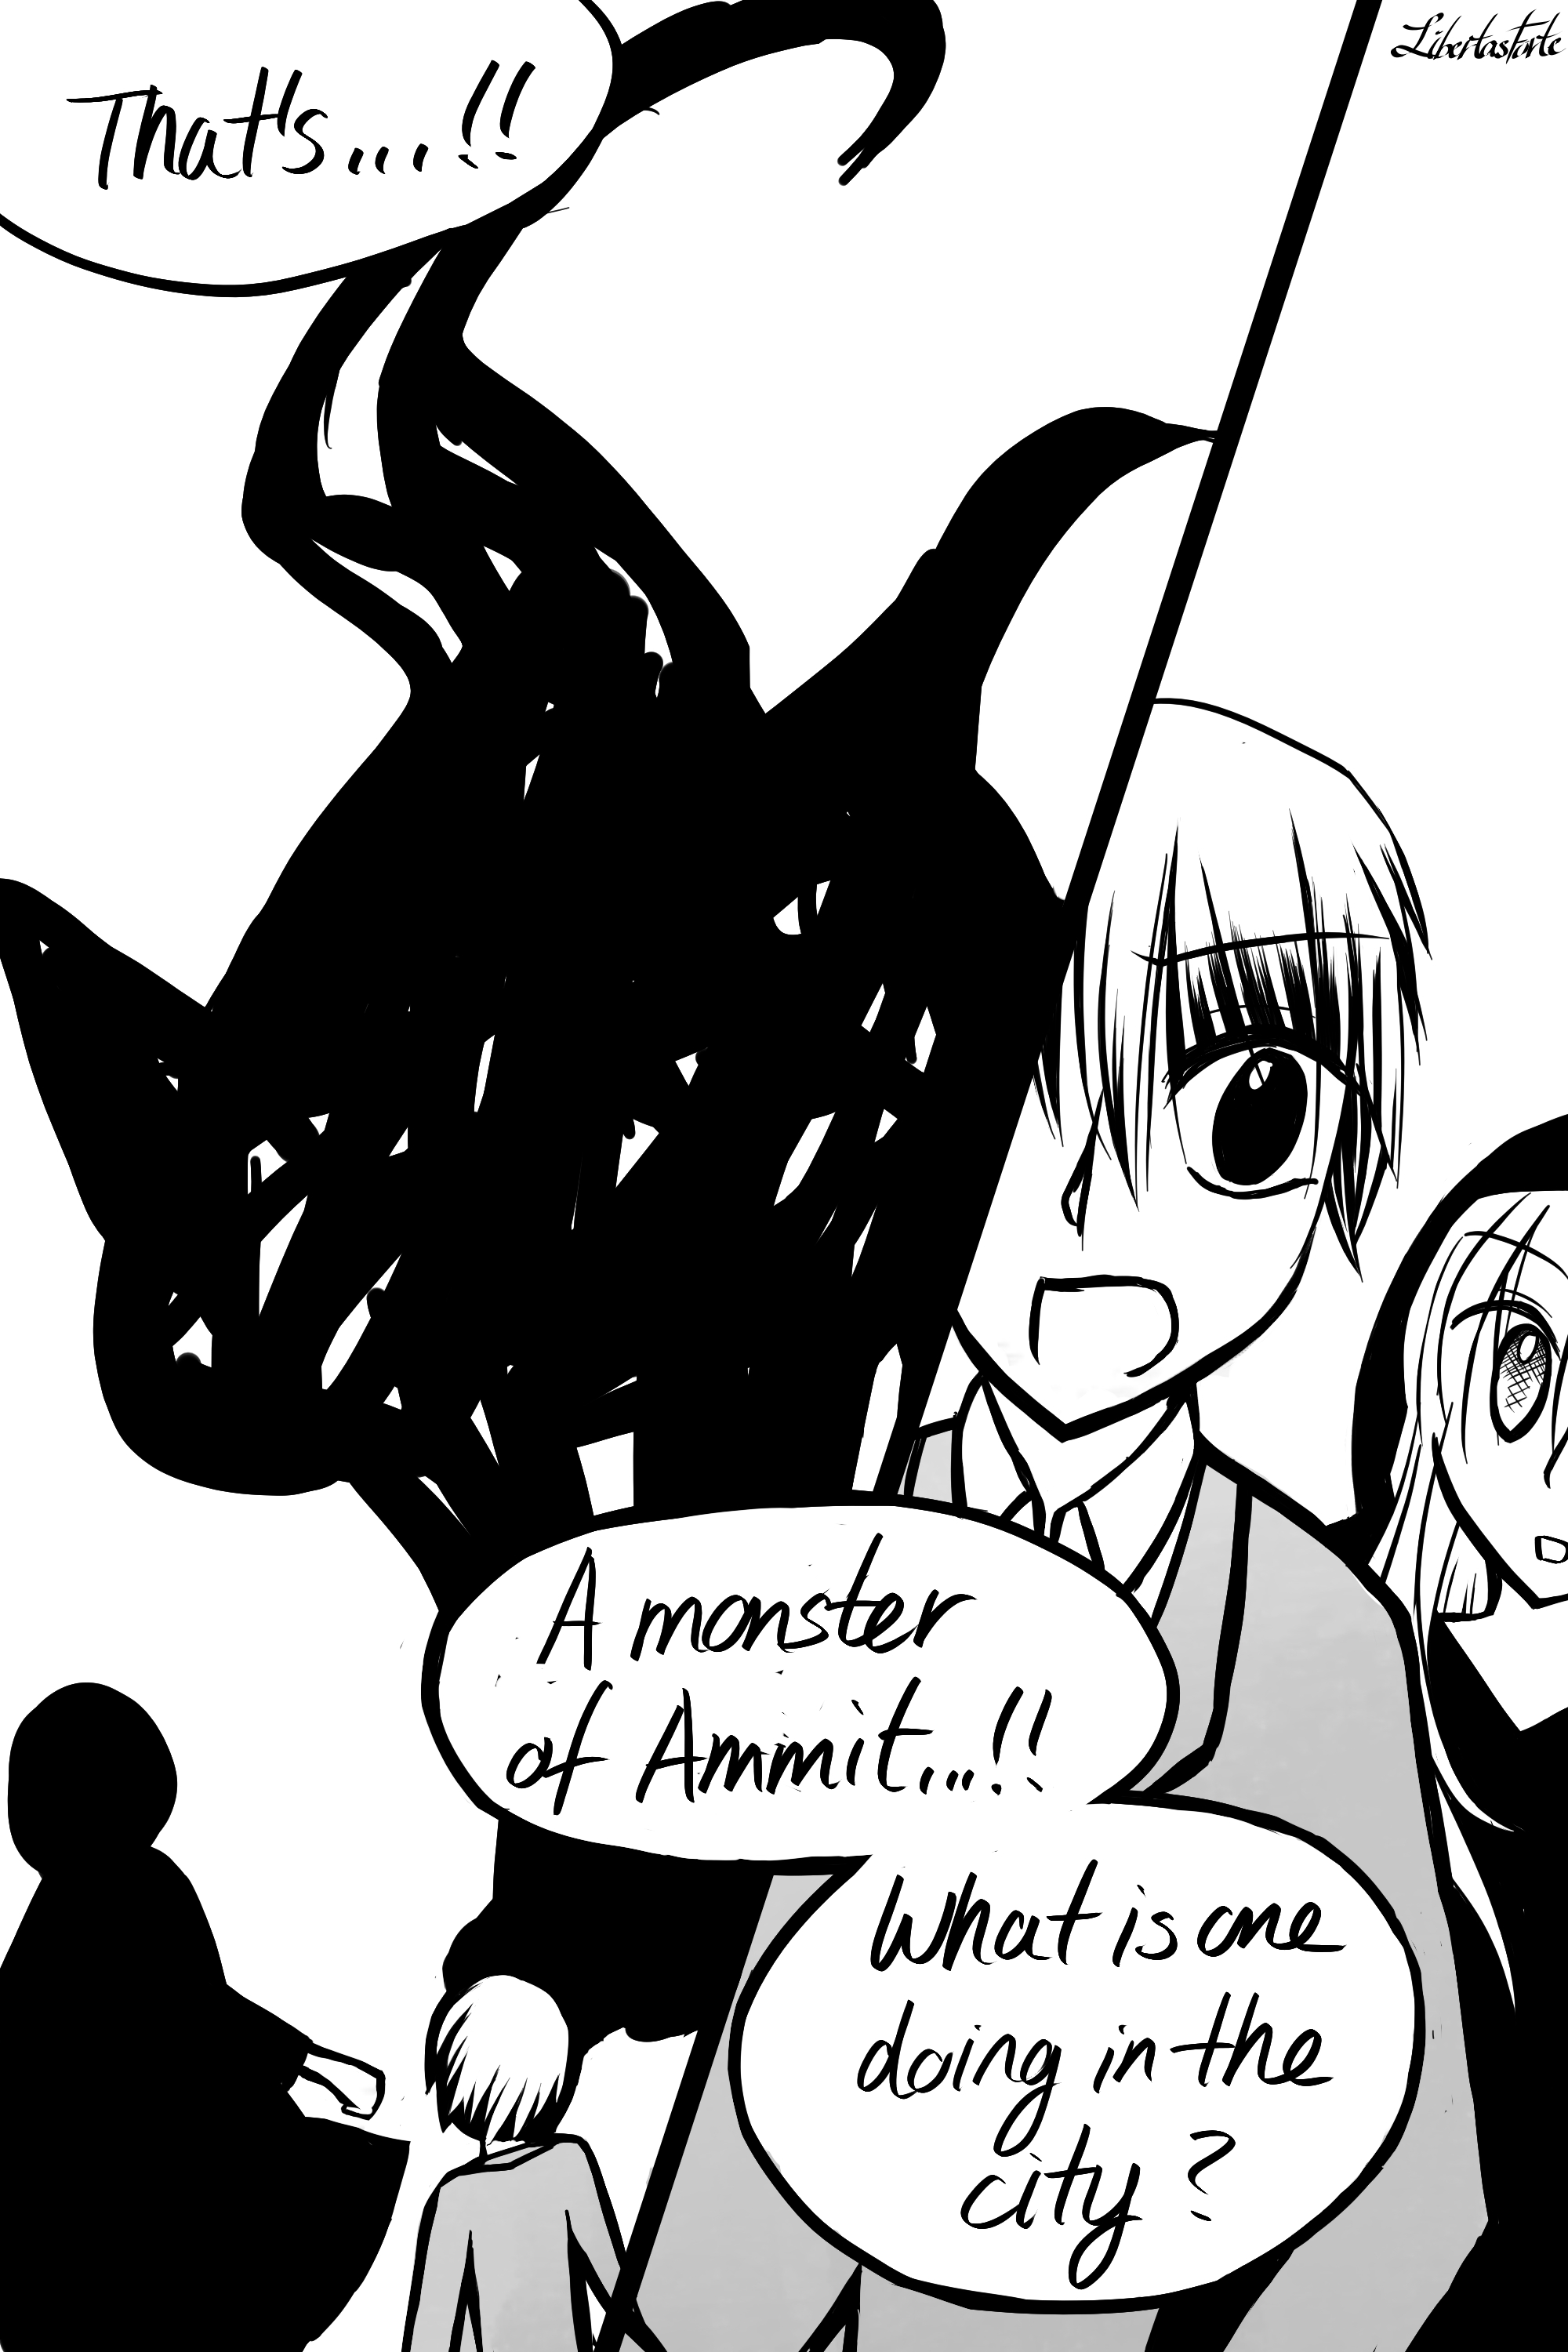 That's....!!
Libertasforte
A monster
of Ammit...!!
What is one
doing in the
city?